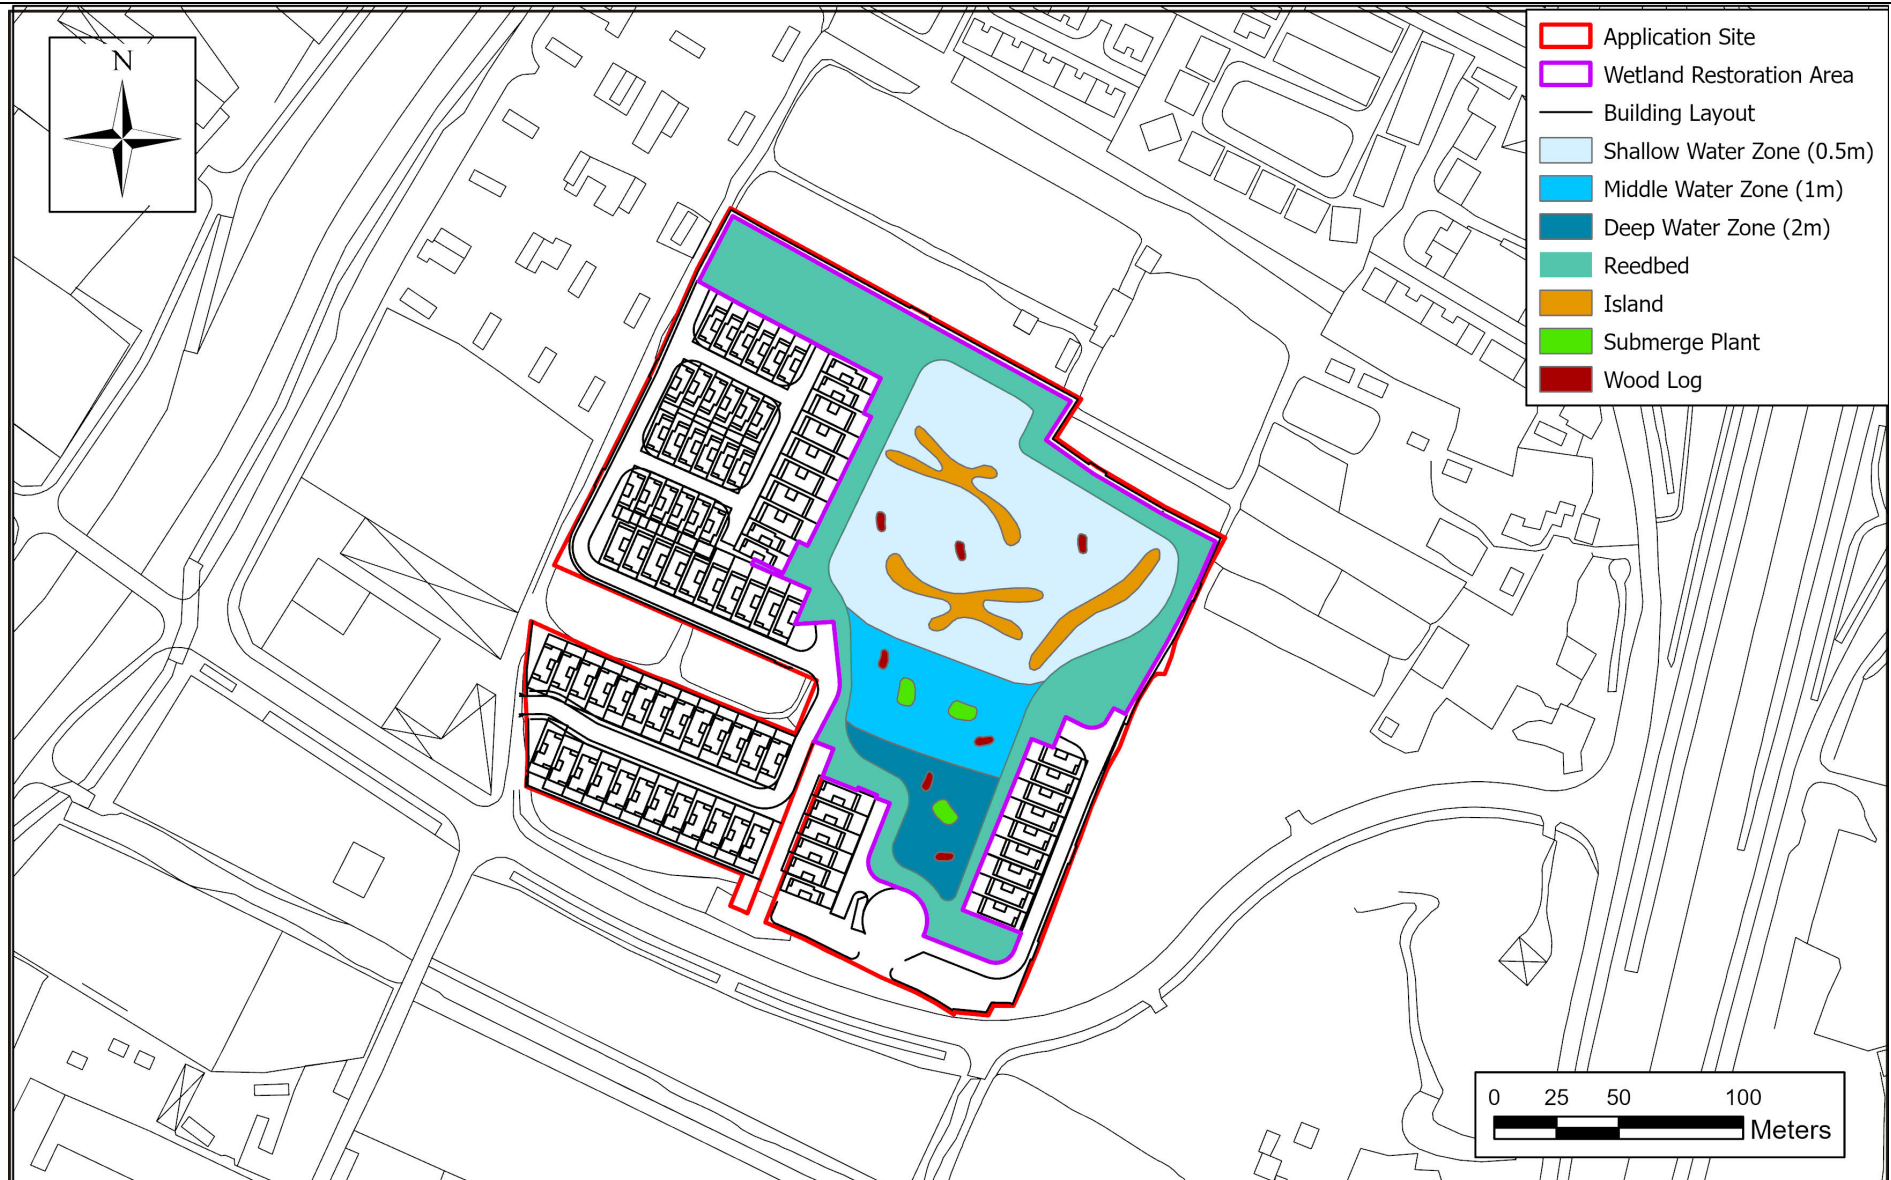 N
Application Site
Wetland Restoration Area
Building Layout
Shallow Water Zone (0.5m)
Middle Water Zone (1m)
Deep Water Zone (2m)
Reedbed
Island
Submerge Plant
Wood Log
0 25 50 100
Meters